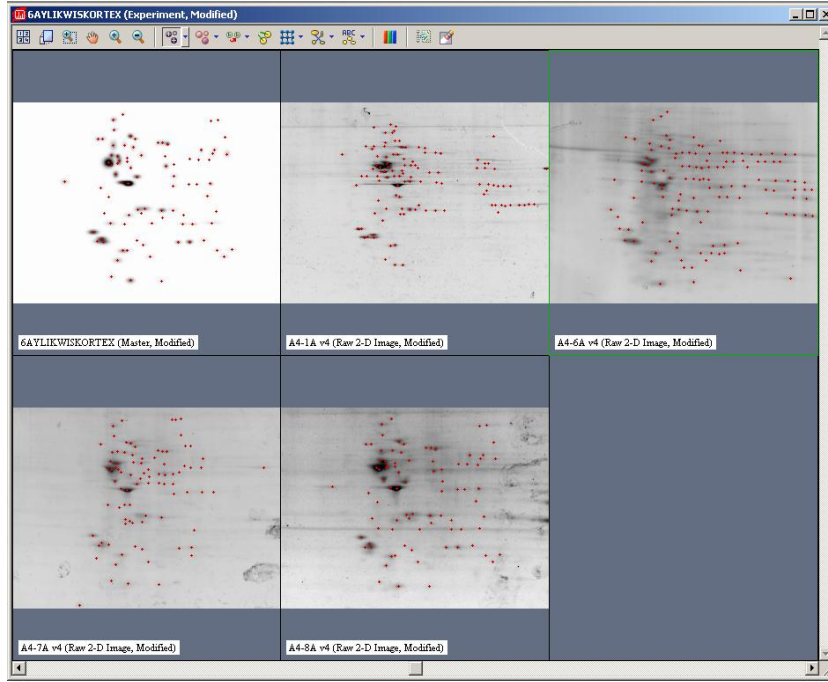 6AYLIKWISKORTEX (Experiment, Modified)
ABC
6AYLIKWISKORTEX (Master, Modified)
A4-1A v4 (Raw 2-D Image, Modified)
A4-6A v4 (Raw 2-D Image, Modified)
A4-7A v4 (Raw 2-D Image, Modified)
A4-8A v4 (Raw 2-D Image, Modified)